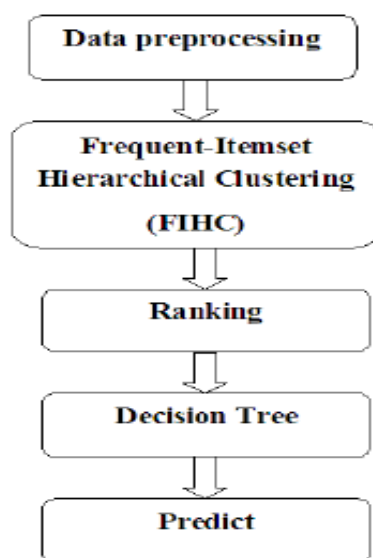 Data preprocessing
Frequent-Itemset
Hierarchical Clustering
(FIHC)
Ranking
Decision Tree
Predict